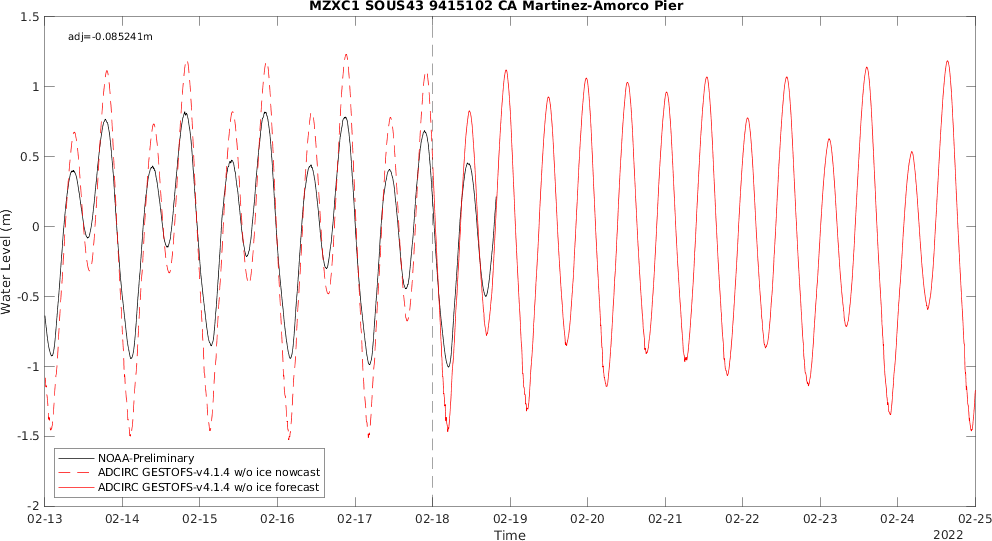 MZXC1 SOUS43 9415102 CA Martinez-Amorco Pier
adj=-0.085241m
1.5
1
0.5
0
-0.5
-1
-1.5
-2
Water Level (m)
NOAA-Preliminary
ADCIRC GESTOFS-v4.1.4 w/o ice nowcast
ADCIRC GESTOFS-v4.1.4 w/o ice forecast
02-13 02-14 02-15 02-16 02-17 02-18 02-19 02-20 02-21 02-22 02-23 02-24 02-25
Time
2022